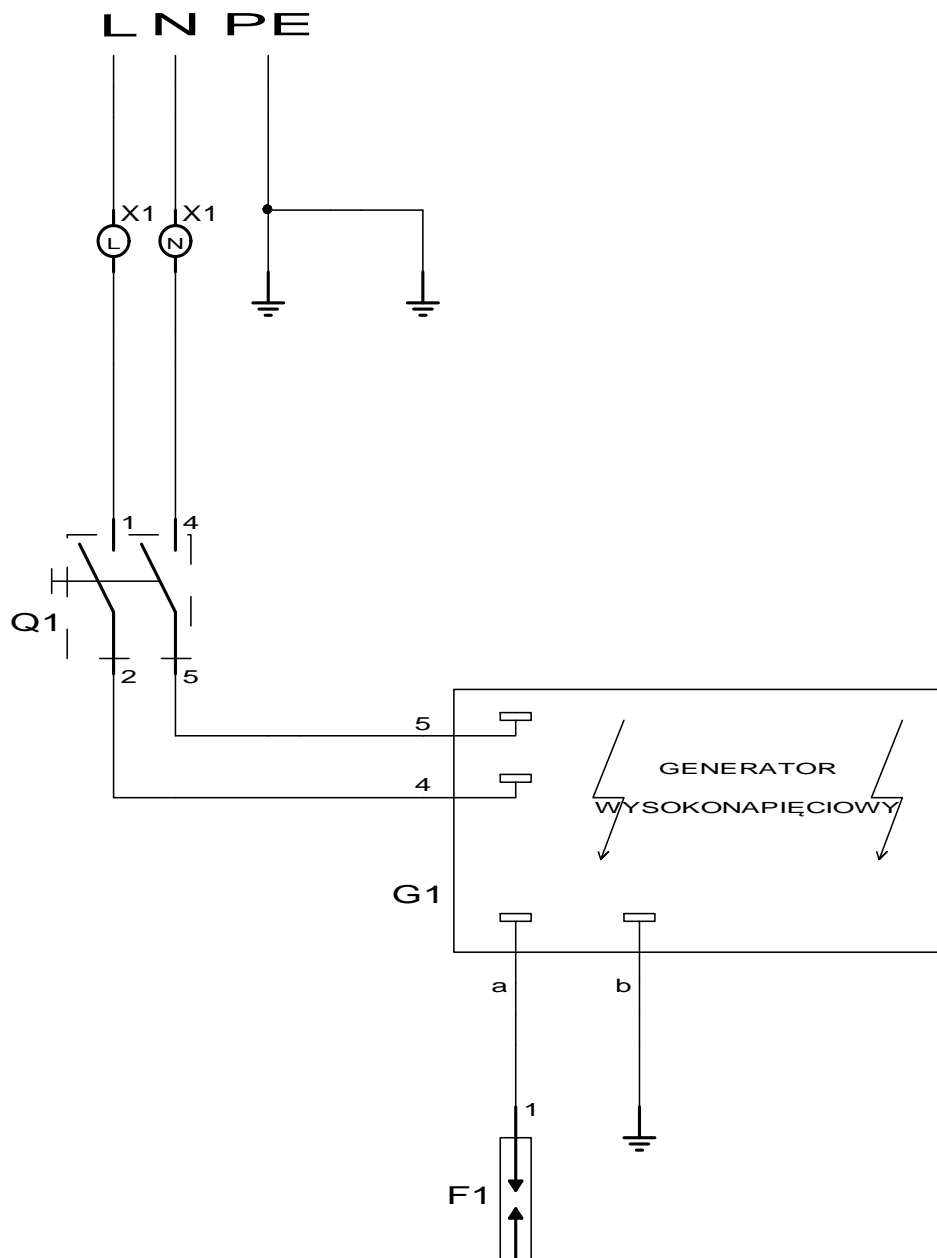 L N PE
X1 X1
L N
1 4
Q1
2 5
5
4
GENERATOR
WYSOKONAPIĘCIOWY
G1
a b
1
F1